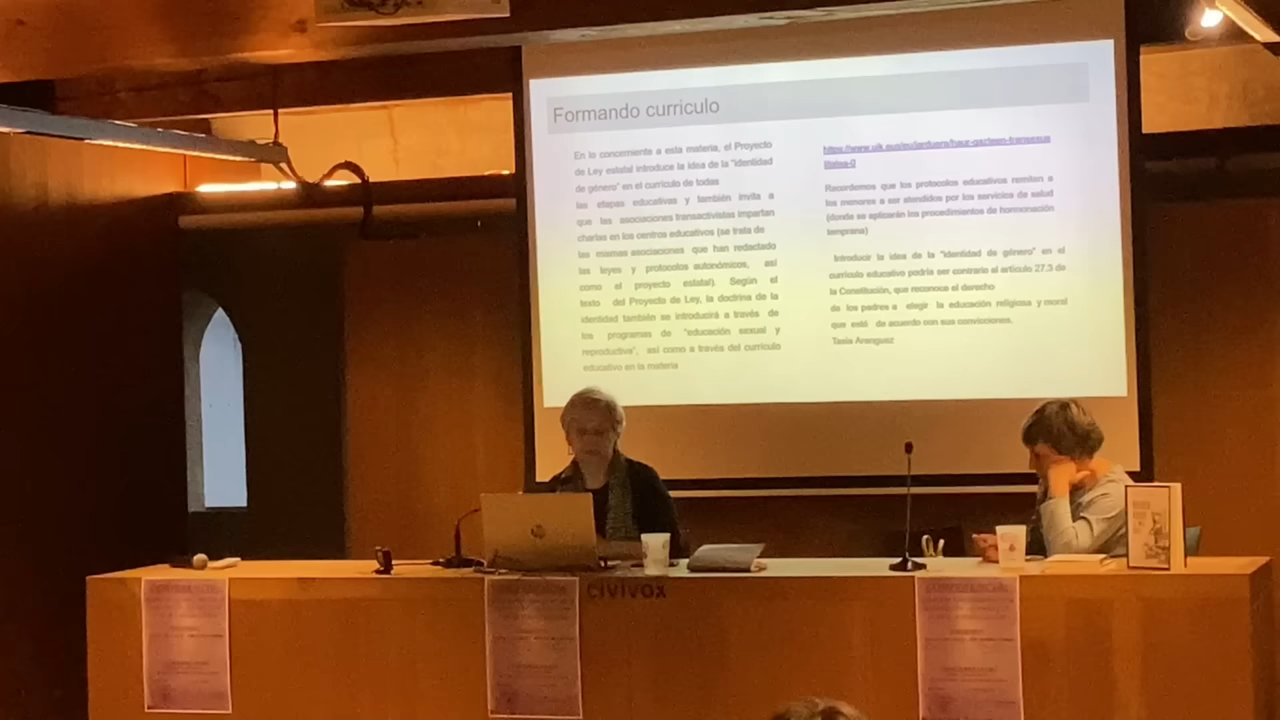 Formando curriculo
En lo concerniente a esta materia, el Proyecto
de Ley estatal introduce la idea de la "identidad
de género" en el currículo de todas
las etapas educativas y también invita a
que las asociaciones transactivistas impartan
charlas en los centros educativos (se trata de
las mismas asociaciones que han redactado
las leyes y protocolos autonómicos, así
como el proyecto estatal). Según el
texto del Proyecto de Ley, la doctrina de la
identidad también se introducirá a través de
los programas de "educación sexual y
reproductiva", así como a través del currículo
educativo en la materia
Recordemos que los protocolos educativos remiten a
los menores a ser atendidos por los servicios de salud
(donde se aplicarán los procedimientos de hormonación
temprana)
Introducir la idea de la "identidad de género" en el
currículo educativo podría ser contrario al artículo 27.3 de
la Constitución, que reconoce el derecho
de los padres a elegir la educación religiosa y moral
que está de acuerdo con sus convicciones.
Tasia Aranguez
civivox